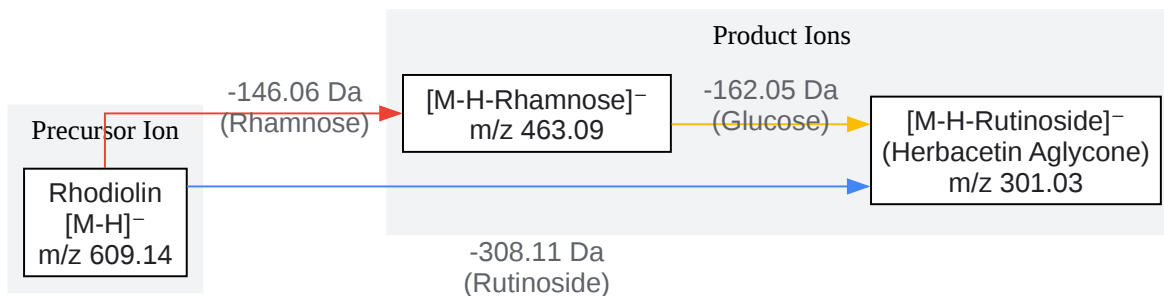 Product Ions
-146.06 Da
(Rhamnose)
[M-H-Rhamnose]⁻
m/z 463.09
-162.05 Da
(Glucose)
[M-H-Rutinoside]⁻
(Herbacetin Aglycone)
m/z 301.03
Precursor Ion
Rhodiolin
[M-H]⁻
m/z 609.14
-308.11 Da
(Rutinoside)